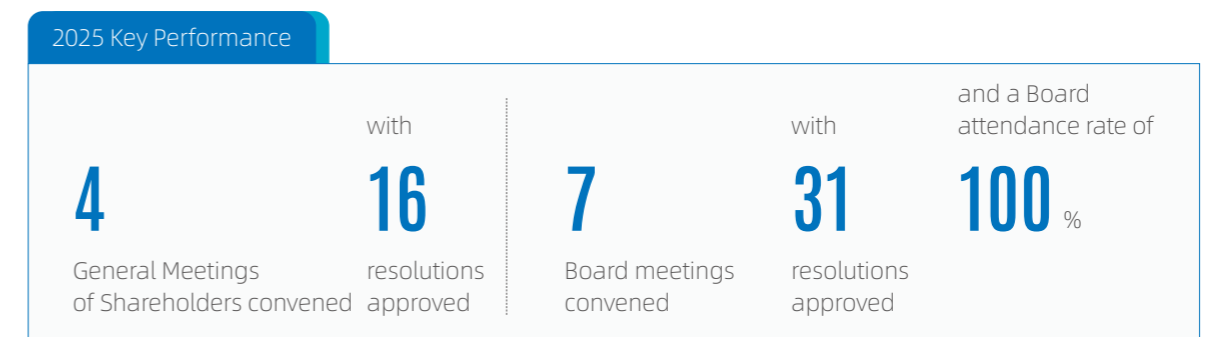 2025 Key Performance
4
General Meetings
of Shareholders convened
with
16
resolutions
approved
7
Board meetings
convened
with
31
resolutions
approved
and a Board
attendance rate of
100 %